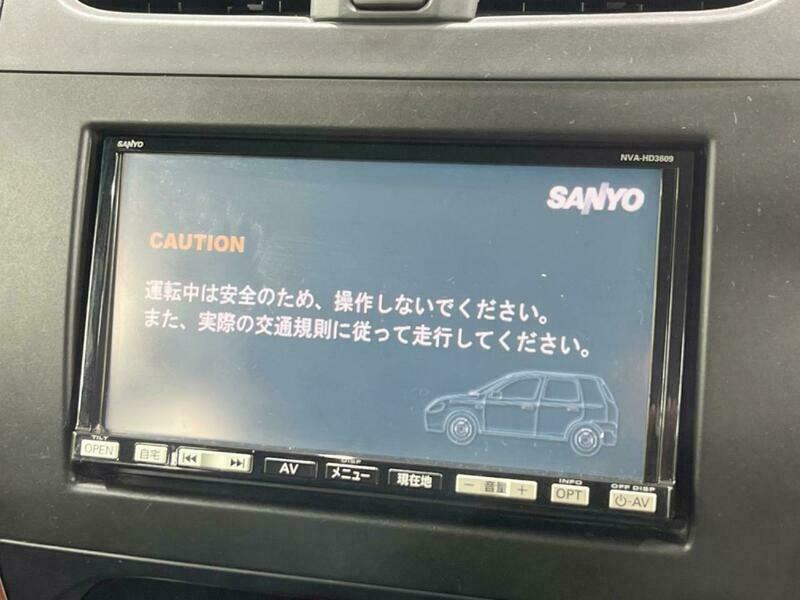 SANYO
NVA-HD3609
SANYO
CAUTION
運転中は安全のため、操作しないでください。
また、実際の交通規則に従って走行してください。
TILT
DISP
INFO
OFF DISP
OPEN
自宅
AV
メニュー
現在地
− 音量 +
OPT
⏻-AV